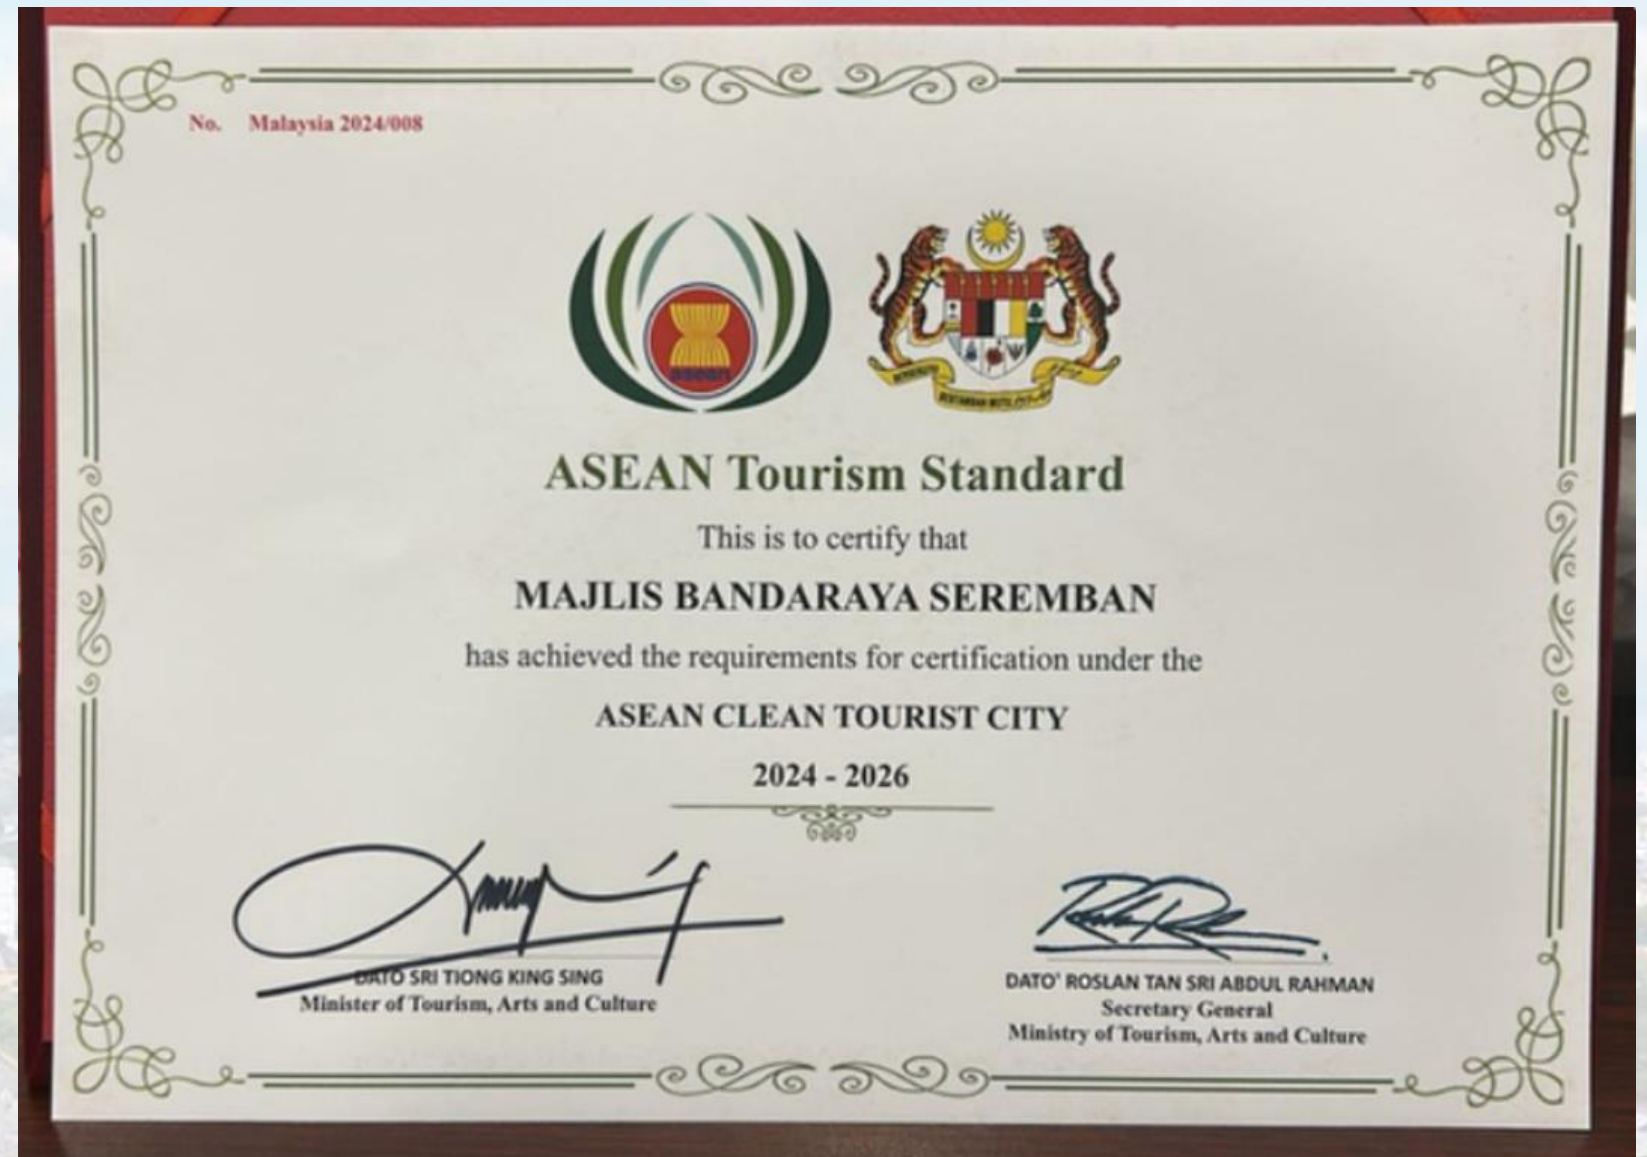 No. Malaysia 2024/008
asean
ASEAN Tourism Standard
This is to certify that
MAJLIS BANDARAYA SEREMBAN
has achieved the requirements for certification under the
ASEAN CLEAN TOURIST CITY
2024 - 2026
DATO SRI TIONG KING SING
Minister of Tourism, Arts and Culture
DATO' ROSLAN TAN SRI ABDUL RAHMAN
Secretary General
Ministry of Tourism, Arts and Culture